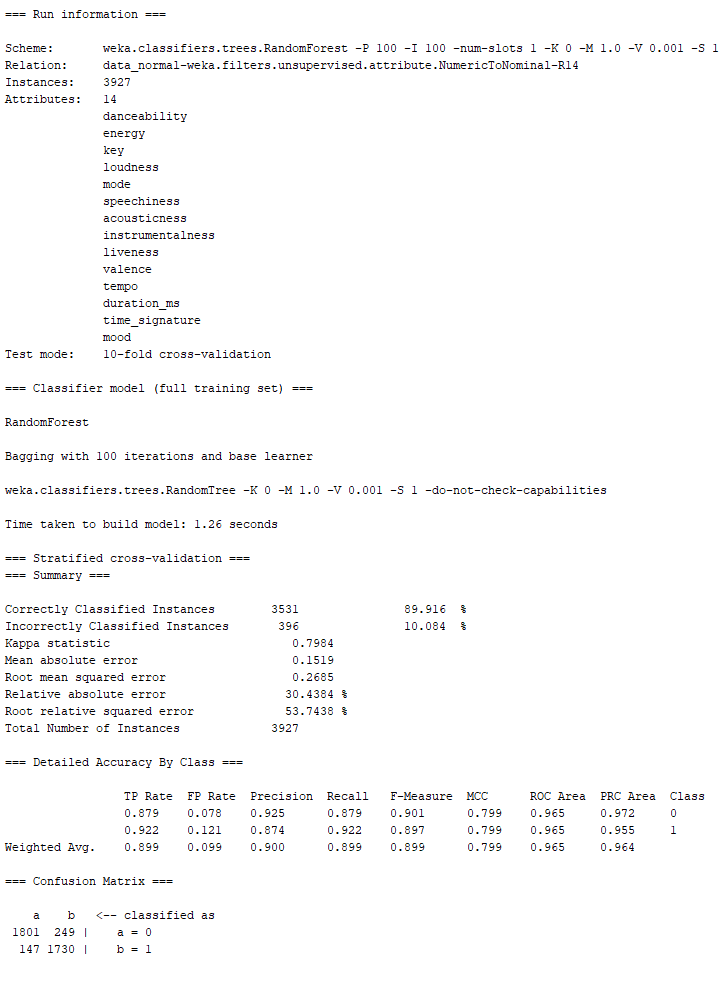 === Run information ===
Scheme: weka.classifiers.trees.RandomForest -P 100 -I 100 -num-slots 1 -K 0 -M 1.0 -V 0.001 -S 1
Relation: data_normal-weka.filters.unsupervised.attribute.NumericToNominal-R14
Instances: 3927
Attributes: 14
danceability
energy
key
loudness
mode
speechiness
acousticness
instrumentalness
liveness
valence
tempo
duration_ms
time_signature
mood
Test mode: 10-fold cross-validation
=== Classifier model (full training set) ===
RandomForest
Bagging with 100 iterations and base learner
weka.classifiers.trees.RandomTree -K 0 -M 1.0 -V 0.001 -S 1 -do-not-check-capabilities
Time taken to build model: 1.26 seconds
=== Stratified cross-validation ===
=== Summary ===
Correctly Classified Instances 3531 89.916 %
Incorrectly Classified Instances 396 10.084 %
Kappa statistic 0.7984
Mean absolute error 0.1519
Root mean squared error 0.2685
Relative absolute error 30.4384 %
Root relative squared error 53.7438 %
Total Number of Instances 3927
=== Detailed Accuracy By Class ===
TP Rate FP Rate Precision Recall F-Measure MCC ROC Area PRC Area Class
0.879 0.078 0.925 0.879 0.901 0.799 0.965 0.972 0
0.922 0.121 0.874 0.922 0.897 0.799 0.965 0.955 1
Weighted Avg. 0.899 0.099 0.900 0.899 0.899 0.799 0.965 0.964
=== Confusion Matrix ===
a b <-- classified as
1801 249 | a = 0
147 1730 | b = 1